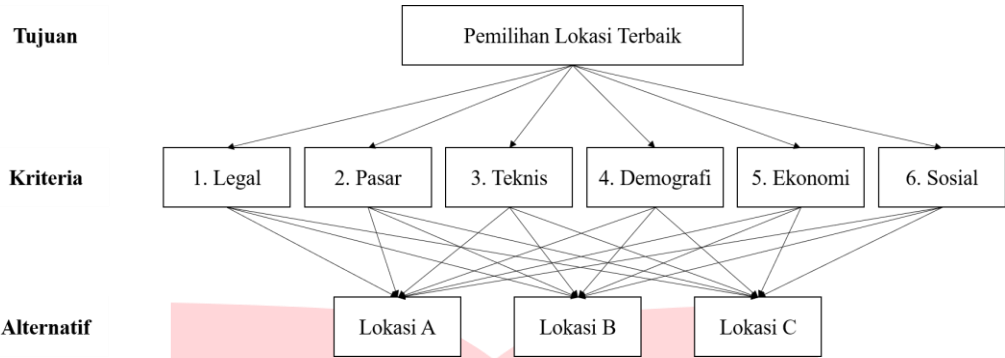 Tujuan
Pemilihan Lokasi Terbaik
Kriteria
1. Legal
2. Pasar
3. Teknis
4. Demografi
5. Ekonomi
6. Sosial
Alternatif
Lokasi A
Lokasi B
Lokasi C